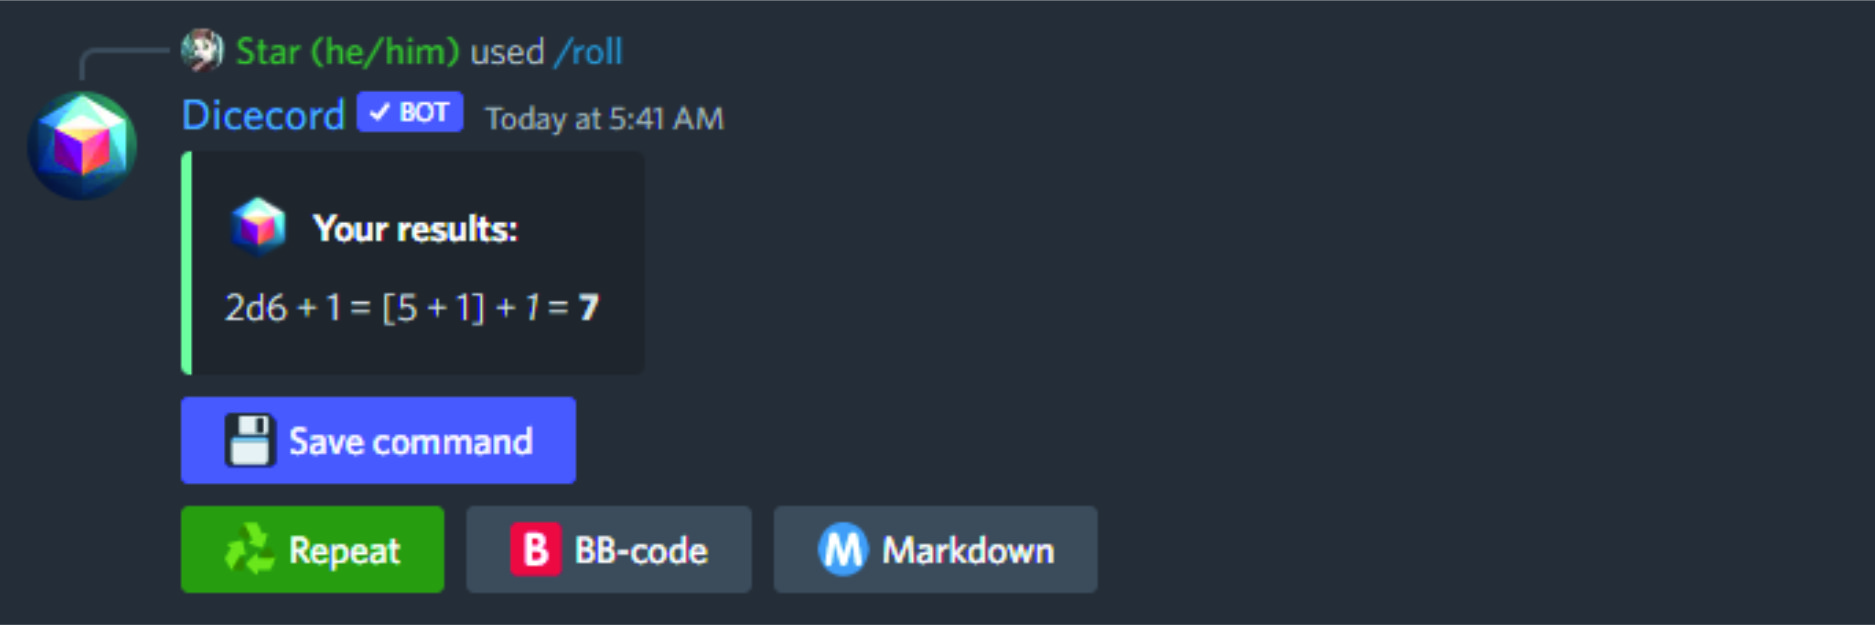 Star (he/him) used /roll
Dicecord ✓ BOT Today at 5:41 AM
Your results:
2d6 + 1 = [5 + 1] + 1 = 7
Save command
Repeat B BB-code M Markdown